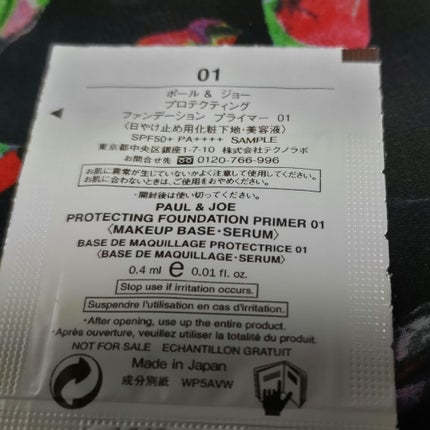 01
ポール & ジョー
プロテクティング
ファンデーション プライマー 01
〈日やけ止め用化粧下地・美容液〉
SPF50+ PA++++ SAMPLE
東京都中央区銀座1-7-10 株式会社テクノラボ
お問合せ先 0120-766-996
お肌に異常が生じていないかよく注意して使用してください。
お肌に合わないときは、ご使用をおやめください。
・開封後は使い切ってください。
PAUL & JOE
PROTECTING FOUNDATION PRIMER 01
〈MAKEUP BASE・SERUM〉
BASE DE MAQUILLAGE PROTECTRICE 01
〈BASE DE MAQUILLAGE・SERUM〉
0.4 ml e 0.01 fl. oz.
Stop use if irritation occurs.
Suspendre l'utilisation en cas d'irritation.
・After opening, use up the entire product.
・Après ouverture, veuillez utiliser la totalité du produit.
NOT FOR SALE ECHANTILLON GRATUIT
Made in Japan
成分別紙 WP5AVW